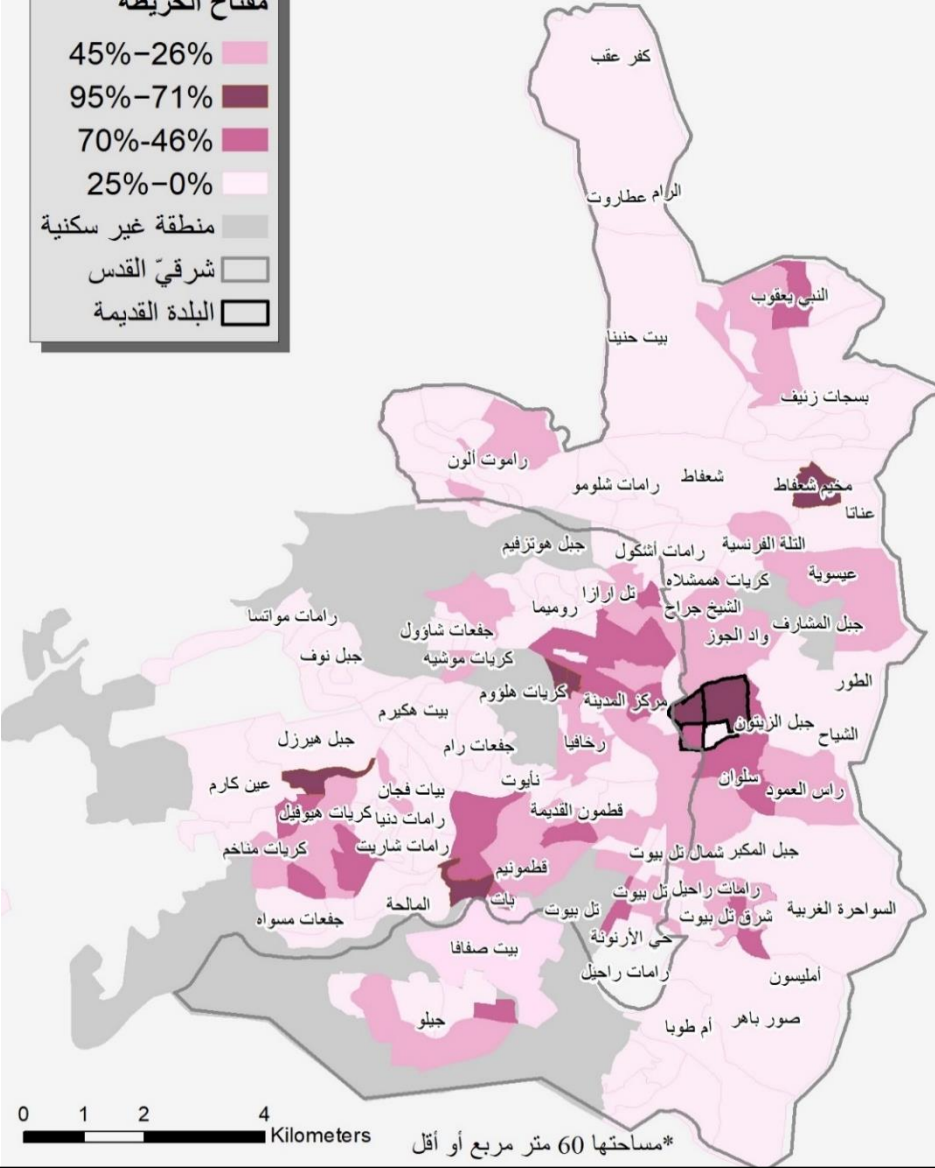 مفتاح الخريطة
45%–26%
95%–71%
70%-46%
25%–0%
منطقة غير سكنية
شرقيّ القدس
البلدة القديمة
كفر عقب
عطاروت
الرام
النبي يعقوب
بيت حنينا
بسجات زئيف
راموت ألون
رامات شلومو
شعفاط
مخيم شعفاط
عناتا
جبل هوتزفيم
رامات أشكول
التلة الفرنسية
عيسوية
كريات هممشلاه
تل ارازا
روميما
الشيخ جراح
رامات مواتسا
جفعات شاؤول
واد الجوز
جبل المشارف
جبل نوف
كريات موشيه
الطور
كريات هلؤوم
مركز المدينة
بيت هكيرم
جبل الزيتون
الشياح
جبل هيرزل
جفعات رام
رخافيا
عين كارم
بيات فجان
نأيوت
سلوان
راس العمود
كريات هيوفيل
رامات دنيا
قطمون القديمة
كريات مناخم
رامات شاريت
شمال تل بيوت
جبل المكبر
قطمونيم
المالحة
بات
تل بيوت
رامات راحيل
جفعات مسواه
تل بيوت
شرق تل بيوت
السواحرة الغربية
بيت صفافا
حي الأرنونة
رامات راحيل
أمليسون
جيلو
أم طوبا
صور باهر
0 1 2 4
Kilometers
*مساحتها 60 متر مربع أو أقل